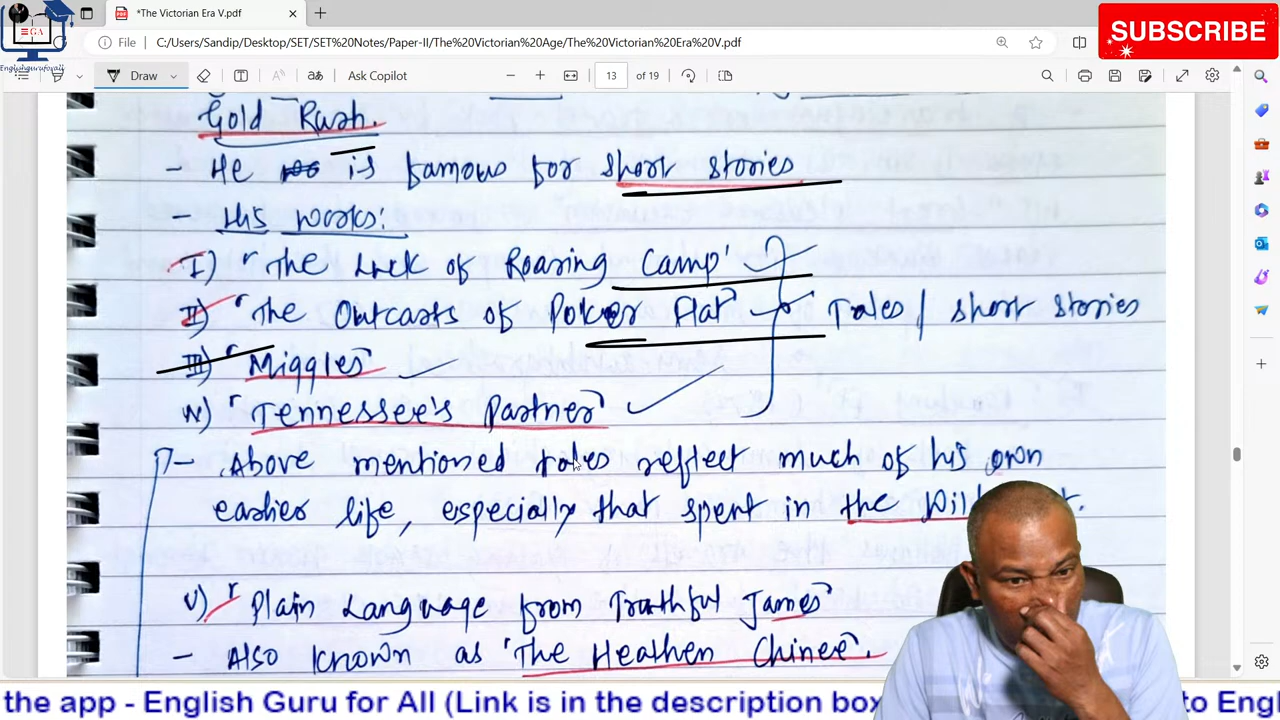 *The Victorian Era V.pdf
SUBSCRIBE
EGA
Englishguruforall
File
C:/Users/Sandip/Desktop/SET/SET%20Notes/Paper-II/The%20Victorian%20Age/The%20Victorian%20Era%20V.pdf
Draw
Ask Copilot
13 of 19
Gold Rush.
- He is famous for short stories
- His works:
I) "The Luck of Roaring Camp"
II) "The Outcasts of Poker Flat" Tales / short stories
III) "Miggles"
IV) "Tennessee's Partner"
- Above mentioned tales reflect much of his own
earlier life, especially that spent in the Wild
V) "Plain Language from Truthful James"
- Also known as "The Heathen Chinee".
the app - English Guru for All (Link is in the description box
to Engl